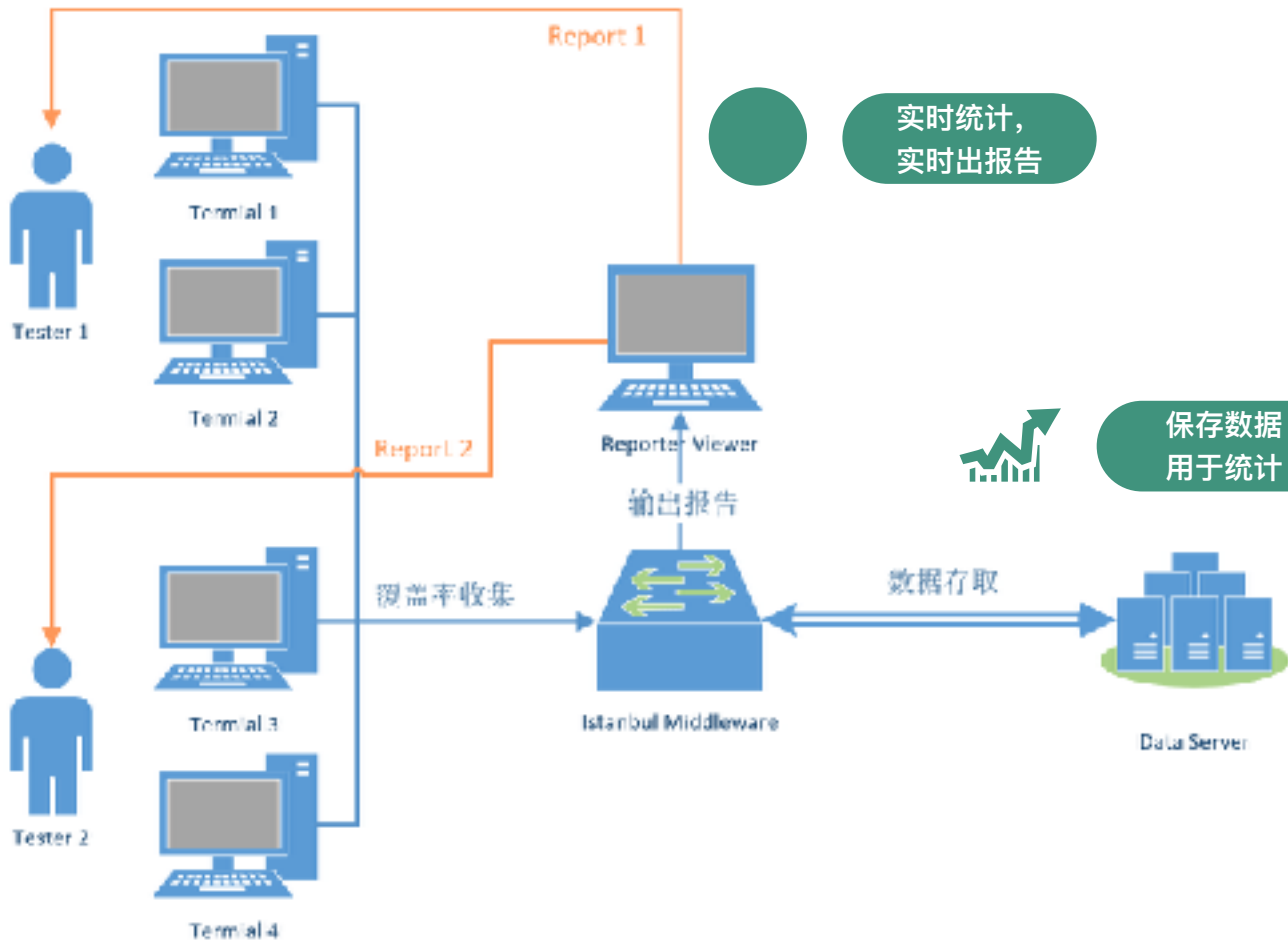 Report 1
实时统计,
实时出报告
Termial 1
Tester 1
Termial 2
Report 2
Reporter Viewer
保存数据
用于统计
输出报告
覆盖率收集
数据存取
Termial 3
Istanbul Middleware
Data Server
Tester 2
Termial 4